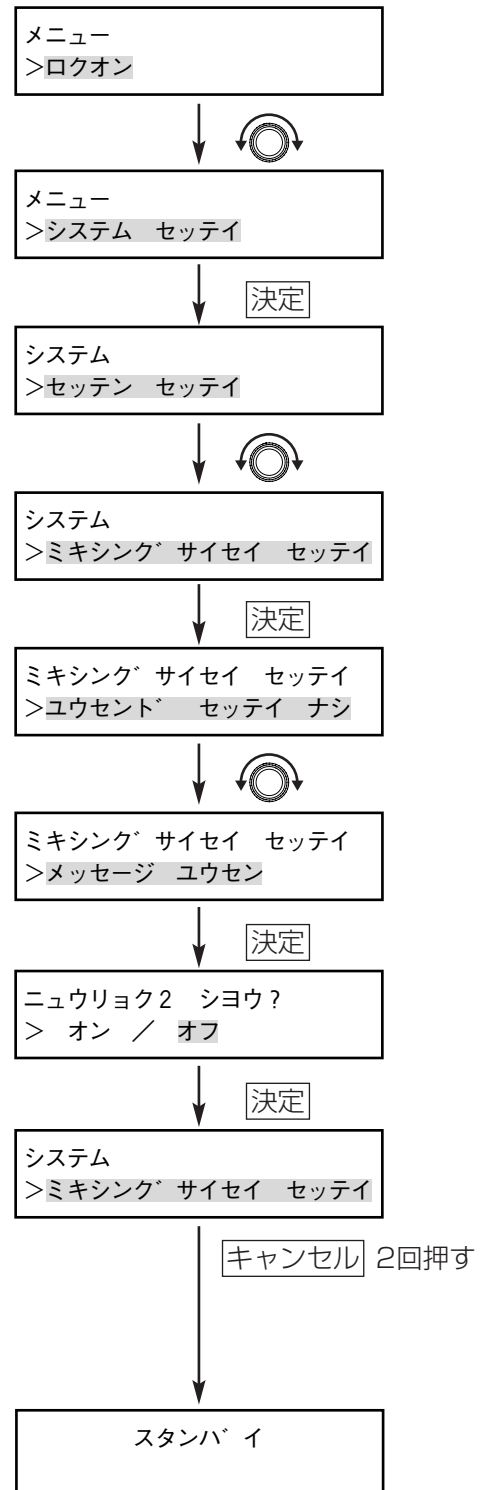 メニュー
>ロクオン
メニュー
>システム　セッテイ
決定
システム
>セッテン　セッテイ
システム
>ミキシング゛サイセイ　セッテイ
決定
ミキシング゛サイセイ　セッテイ
>ユウセンド゛　セッテイ　ナシ
ミキシング゛サイセイ　セッテイ
>メッセージ　ユウセン
決定
ニュウリョク2　シヨウ?
>　オン　／　オフ
決定
システム
>ミキシング゛サイセイ　セッテイ
キャンセル 2回押す
スタンハ゛イ